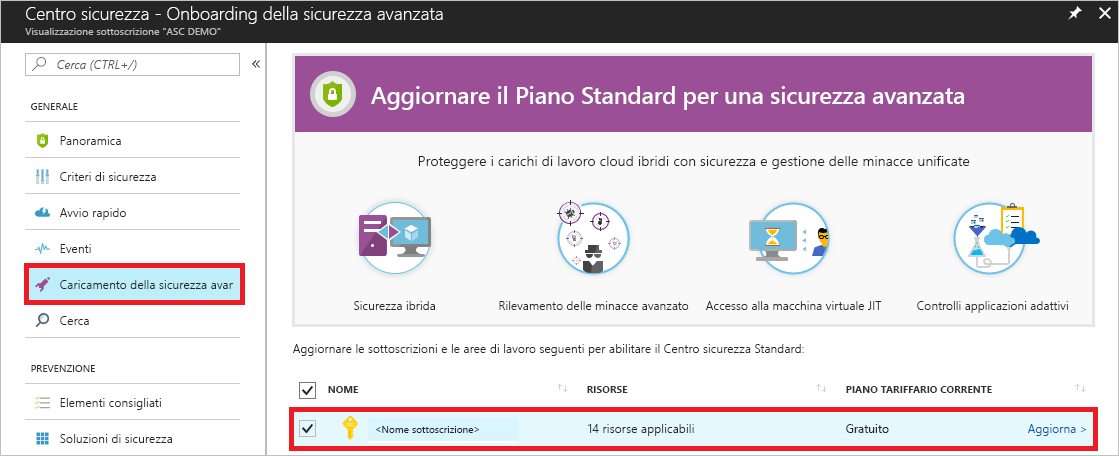 Centro sicurezza - Onboarding della sicurezza avanzata
Visualizzazione sottoscrizione "ASC DEMO"
Cerca (CTRL+/)
GENERALE
Panoramica
Criteri di sicurezza
Avvio rapido
Eventi
Caricamento della sicurezza avar
Cerca
PREVENZIONE
Elementi consigliati
Soluzioni di sicurezza
Aggiornare il Piano Standard per una sicurezza avanzata
Proteggere i carichi di lavoro cloud ibridi con sicurezza e gestione delle minacce unificate
Sicurezza ibrida
Rilevamento delle minacce avanzato
Accesso alla macchina virtuale JIT
Controlli applicazioni adattivi
Aggiornare le sottoscrizioni e le aree di lavoro seguenti per abilitare il Centro sicurezza Standard:
NOME RISORSE PIANO TARIFFARIO CORRENTE
<Nome sottoscrizione> 14 risorse applicabili Gratuito Aggiorna >